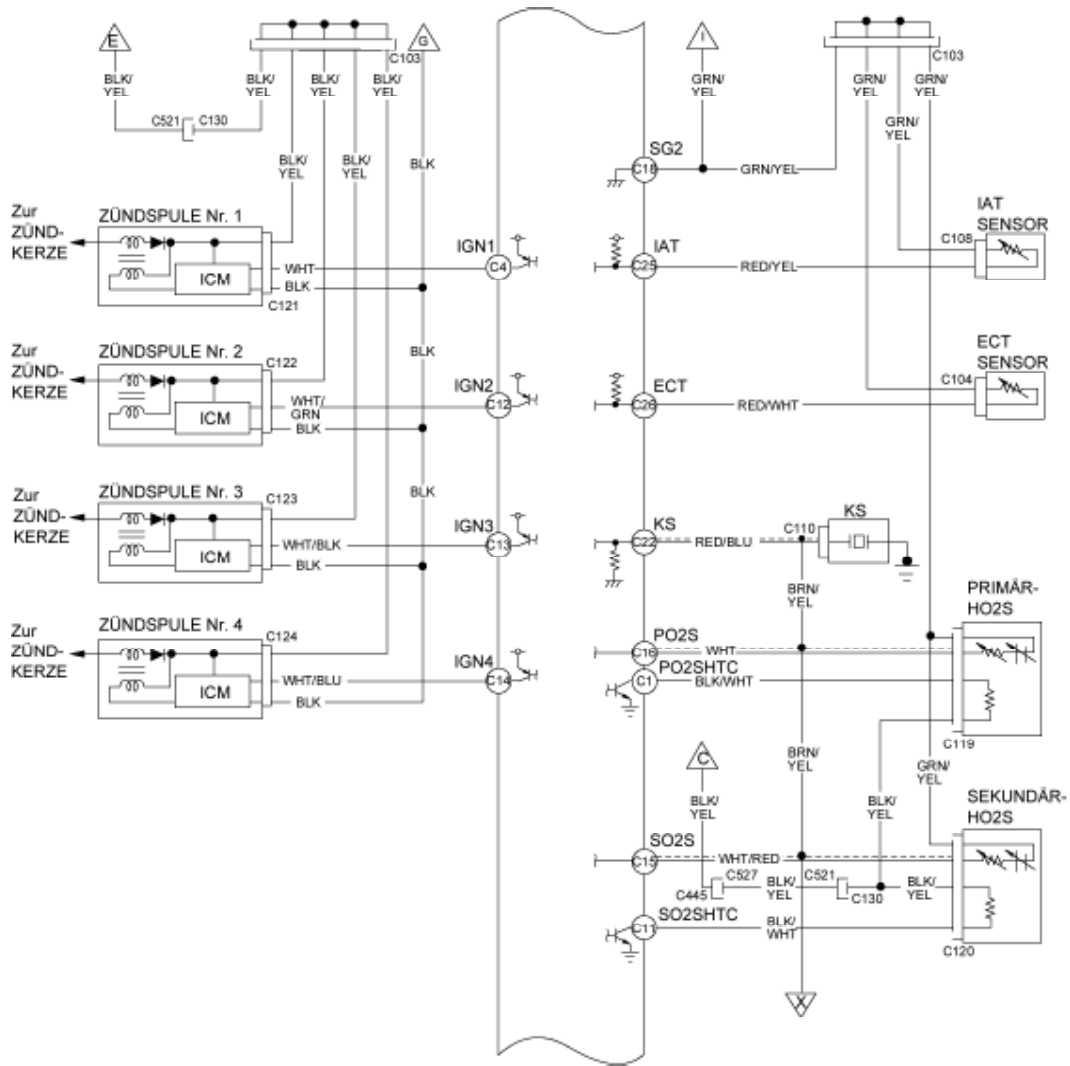 E
G
I
C103
C103
BLK/
YEL
BLK/
YEL
BLK/
YEL
BLK/
YEL
GRN/
YEL
GRN/
YEL
GRN/
YEL
GRN/
YEL
C521
C130
BLK/
YEL
BLK/
YEL
BLK
SG2
C18
GRN/YEL
Zur
ZÜND-
KERZE
ZÜNDSPULE Nr. 1
ICM
WHT
BLK
C121
IGN1
C4
IAT
C25
RED/YEL
C108
IAT
SENSOR
BLK
Zur
ZÜND-
KERZE
ZÜNDSPULE Nr. 2
C122
ICM
WHT/
GRN
BLK
IGN2
C12
ECT
C26
RED/WHT
C104
ECT
SENSOR
BLK
Zur
ZÜND-
KERZE
ZÜNDSPULE Nr. 3
C123
ICM
WHT/BLK
BLK
IGN3
C13
KS
C22
RED/BLU
C110
KS
BRN/
YEL
Zur
ZÜND-
KERZE
ZÜNDSPULE Nr. 4
C124
ICM
WHT/BLU
BLK
IGN4
C14
PO2S
C16
WHT
PO2SHTC
C1
BLK/WHT
PRIMÄR-
HO2S
C119
C
BRN/
YEL
GRN/
YEL
BLK/
YEL
BLK/
YEL
SEKUNDÄR-
HO2S
SO2S
C15
WHT/RED
C445
C527
BLK/
YEL
C521
C130
BLK/
YEL
SO2SHTC
C11
BLK/
WHT
C120
X